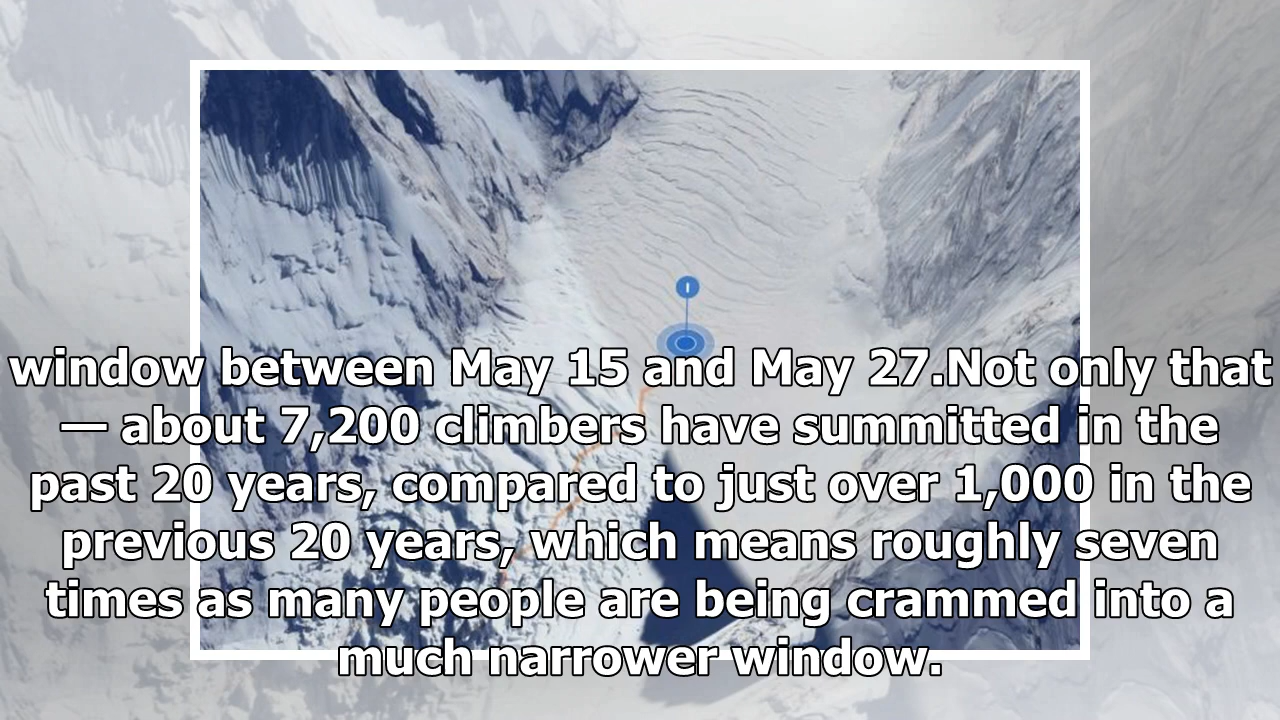 window between May 15 and May 27.Not only that
— about 7,200 climbers have summitted in the
past 20 years, compared to just over 1,000 in the
previous 20 years, which means roughly seven
times as many people are being crammed into a
much narrower window.